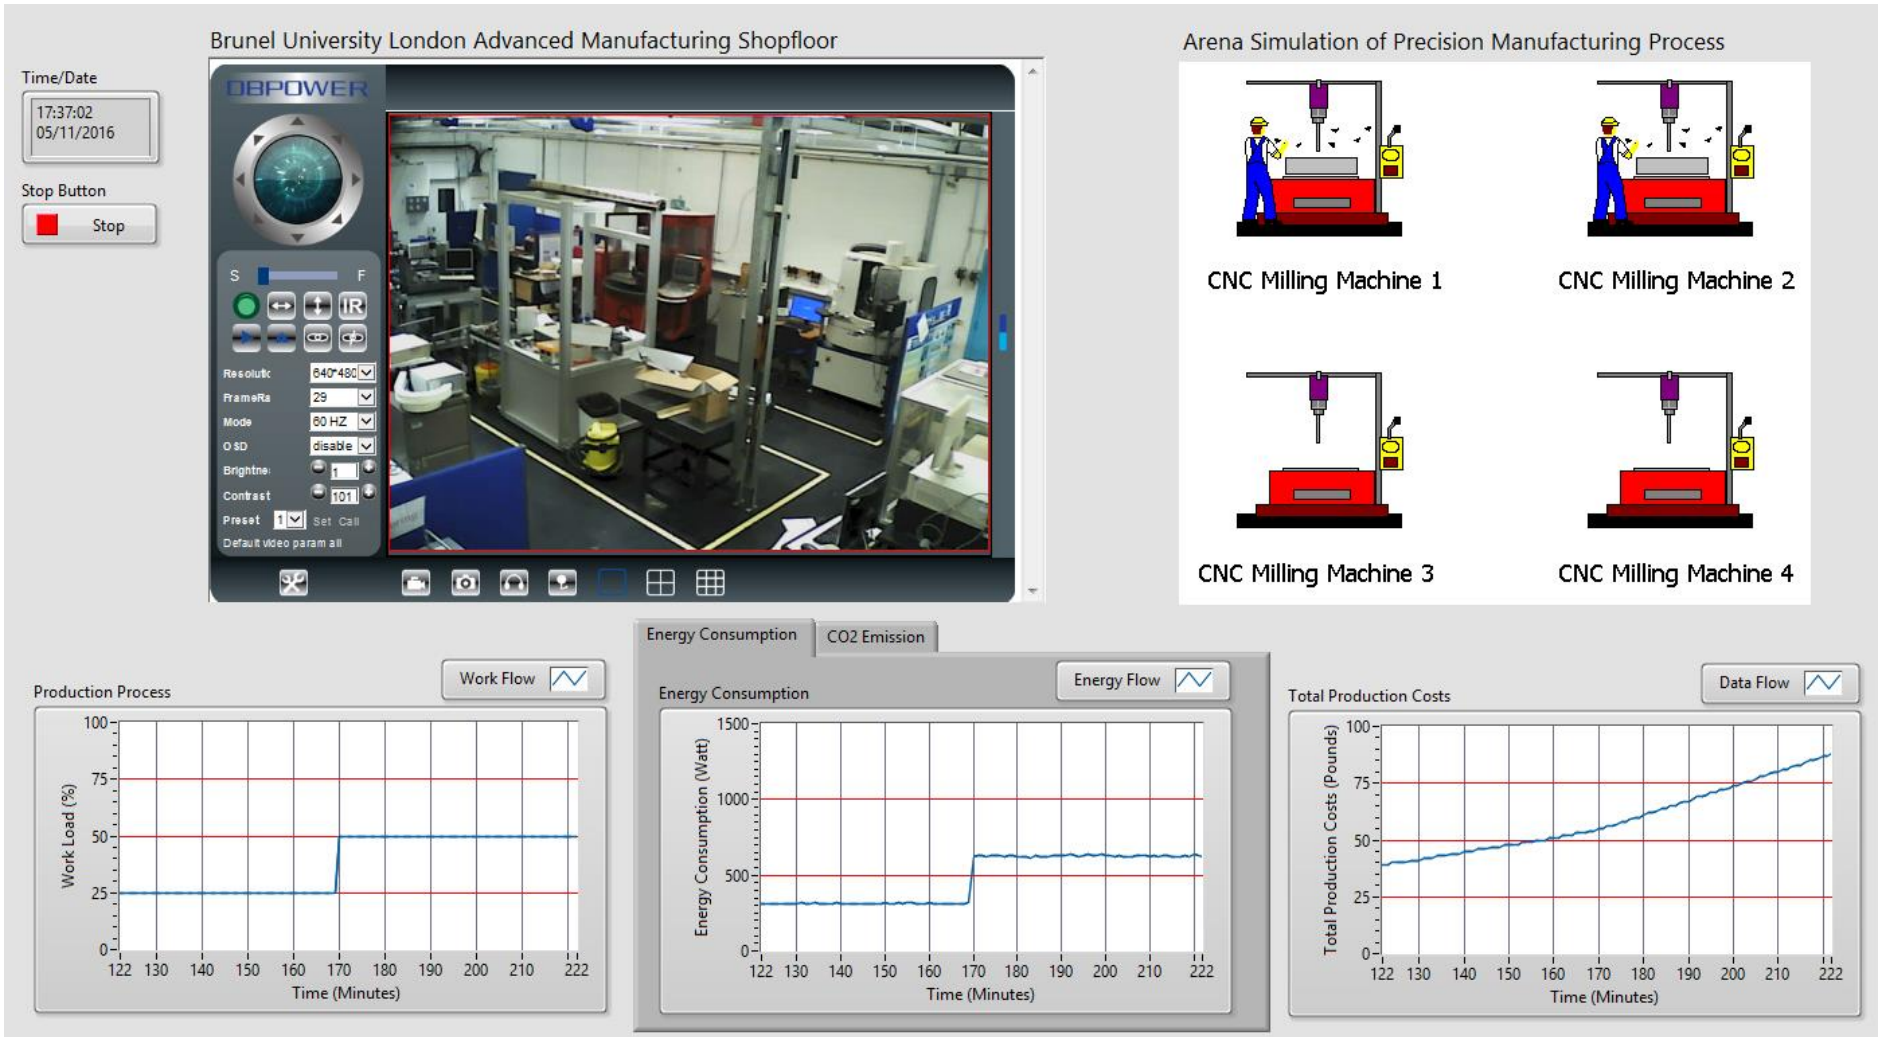 Brunel University London Advanced Manufacturing Shopfloor
Arena Simulation of Precision Manufacturing Process
Time/Date
17:37:02
05/11/2016
Stop Button
Stop
DBPOWER
S F
IR
Resolutic 640*480
FrameRa 29
Mode 60 HZ
OSD disable
Brightne: 1
Contrast 101
Preset 1 Set Call
Default video param all
CNC Milling Machine 1
CNC Milling Machine 2
CNC Milling Machine 3
CNC Milling Machine 4
Production Process
Work Flow
Work Load (%)
100
75
50
25
0
122 130 140 150 160 170 180 190 200 210 222
Time (Minutes)
Energy Consumption
CO2 Emission
Energy Consumption
Energy Flow
Energy Consumption (Watt)
1500
1000
500
0
122 130 140 150 160 170 180 190 200 210 222
Time (Minutes)
Total Production Costs
Data Flow
Total Production Costs (Pounds)
100
75
50
25
0
122 130 140 150 160 170 180 190 200 210 222
Time (Minutes)